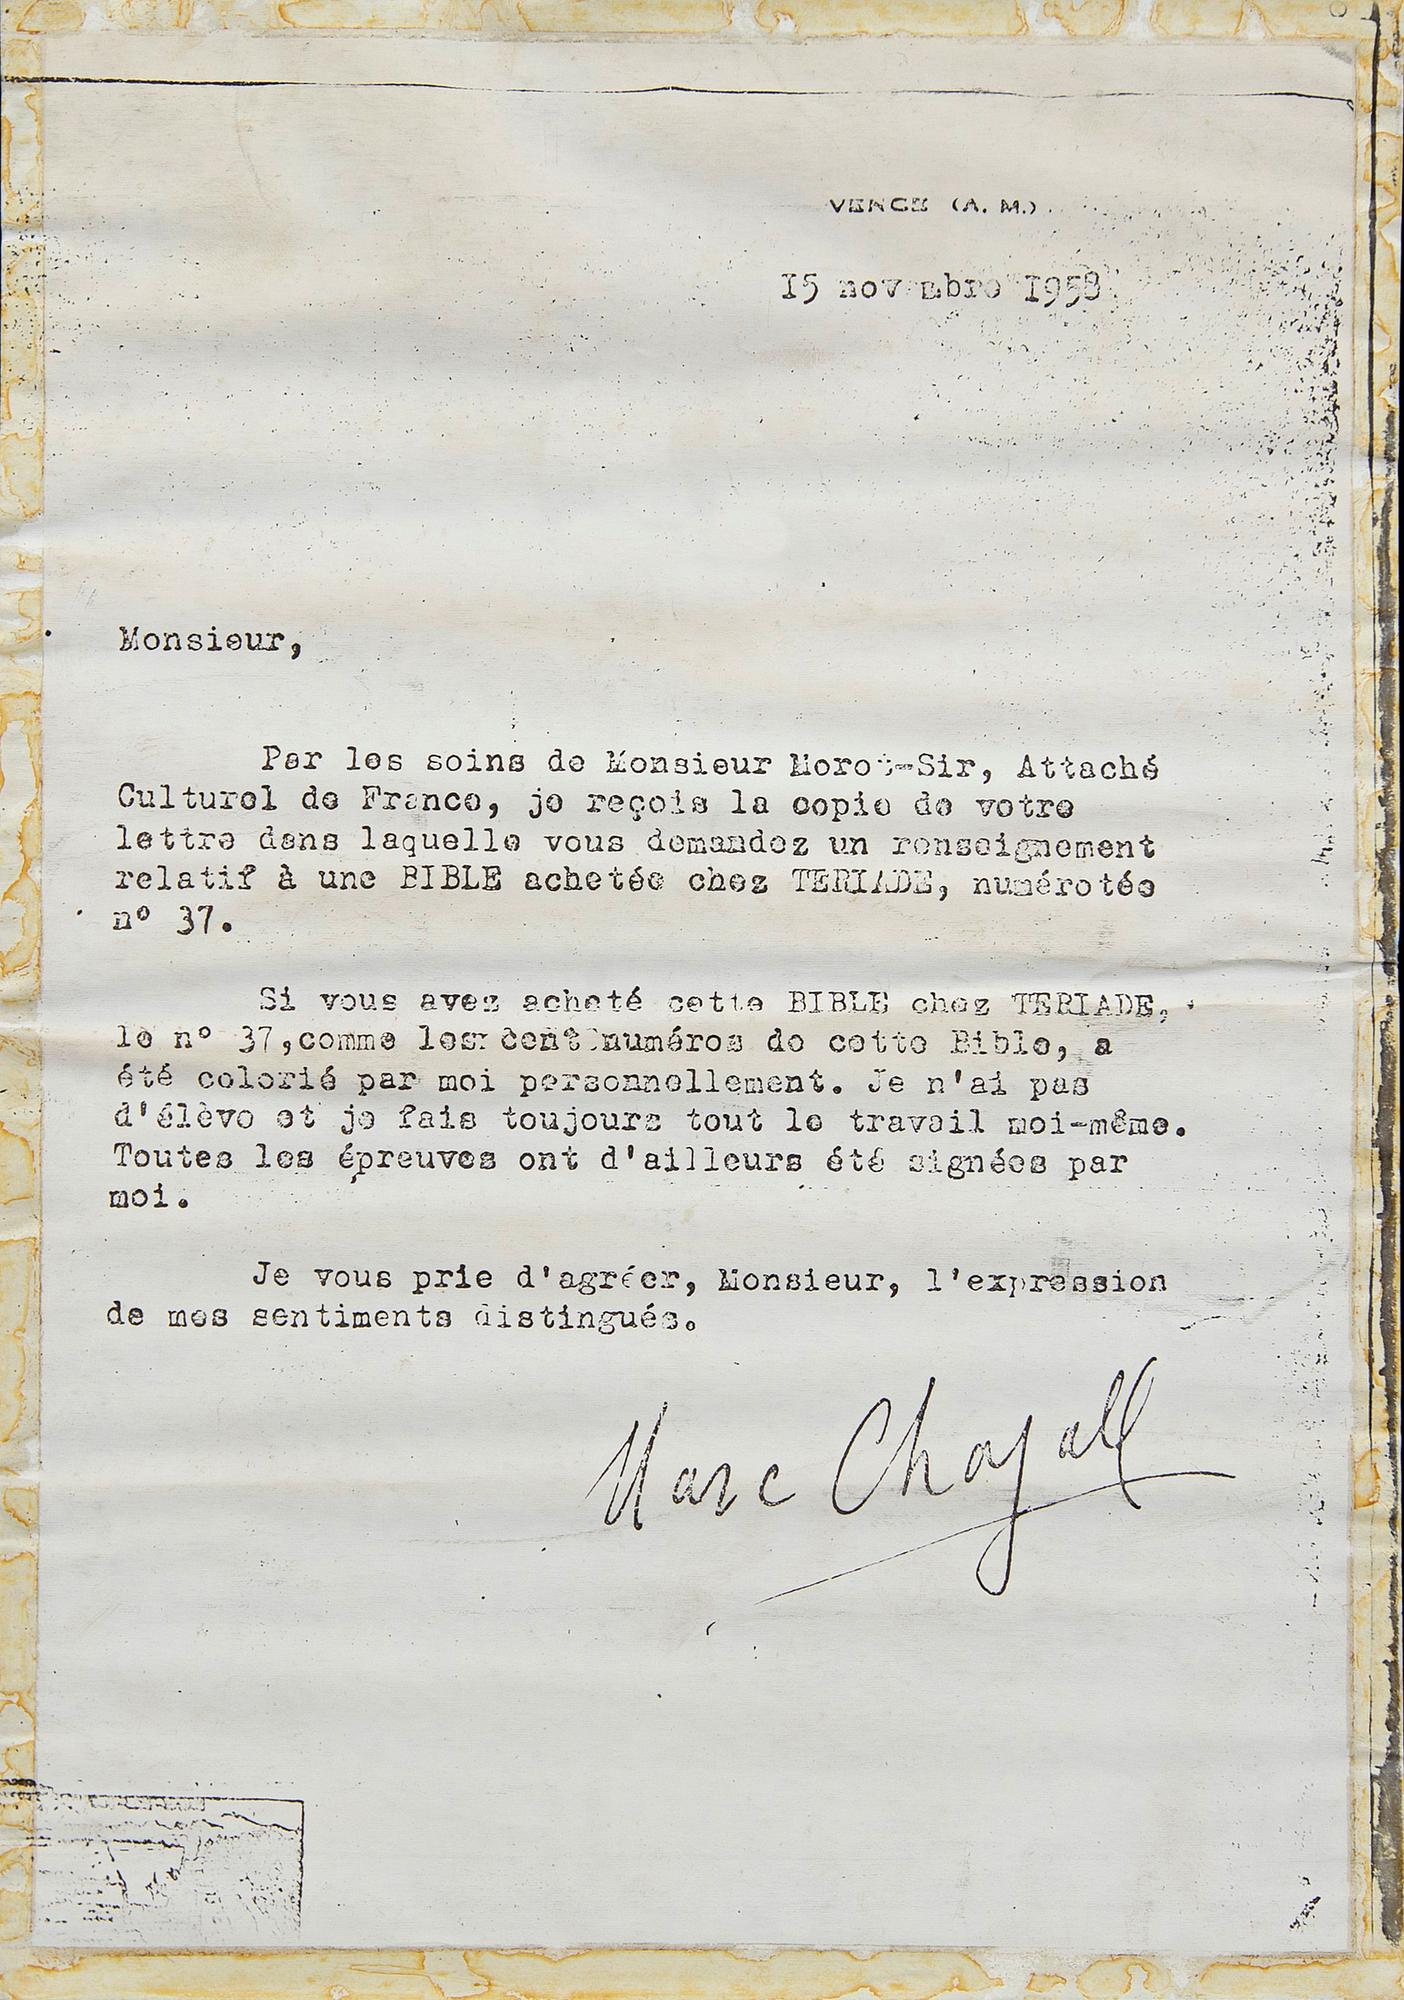 VENCE (A. M.)
15 novembre 1958
Monsieur,
Par les soins de Monsieur Morot-Sir, Attaché
Culturel de France, je reçois la copie de votre
lettre dans laquelle vous demandez un renseignement
relatif à une BIBLE achetée chez TERIADE, numérotée
n° 37.
Si vous avez acheté cette BIBLE chez TERIADE,
le n° 37,comme les cent numéros de cette Bible, a
été colorié par moi personnellement. Je n'ai pas
d'élève et je fais toujours tout le travail moi-même.
Toutes les épreuves ont d'ailleurs été signées par
moi.
Je vous prie d'agréer, Monsieur, l'expression
de mes sentiments distingués.
Marc Chagall